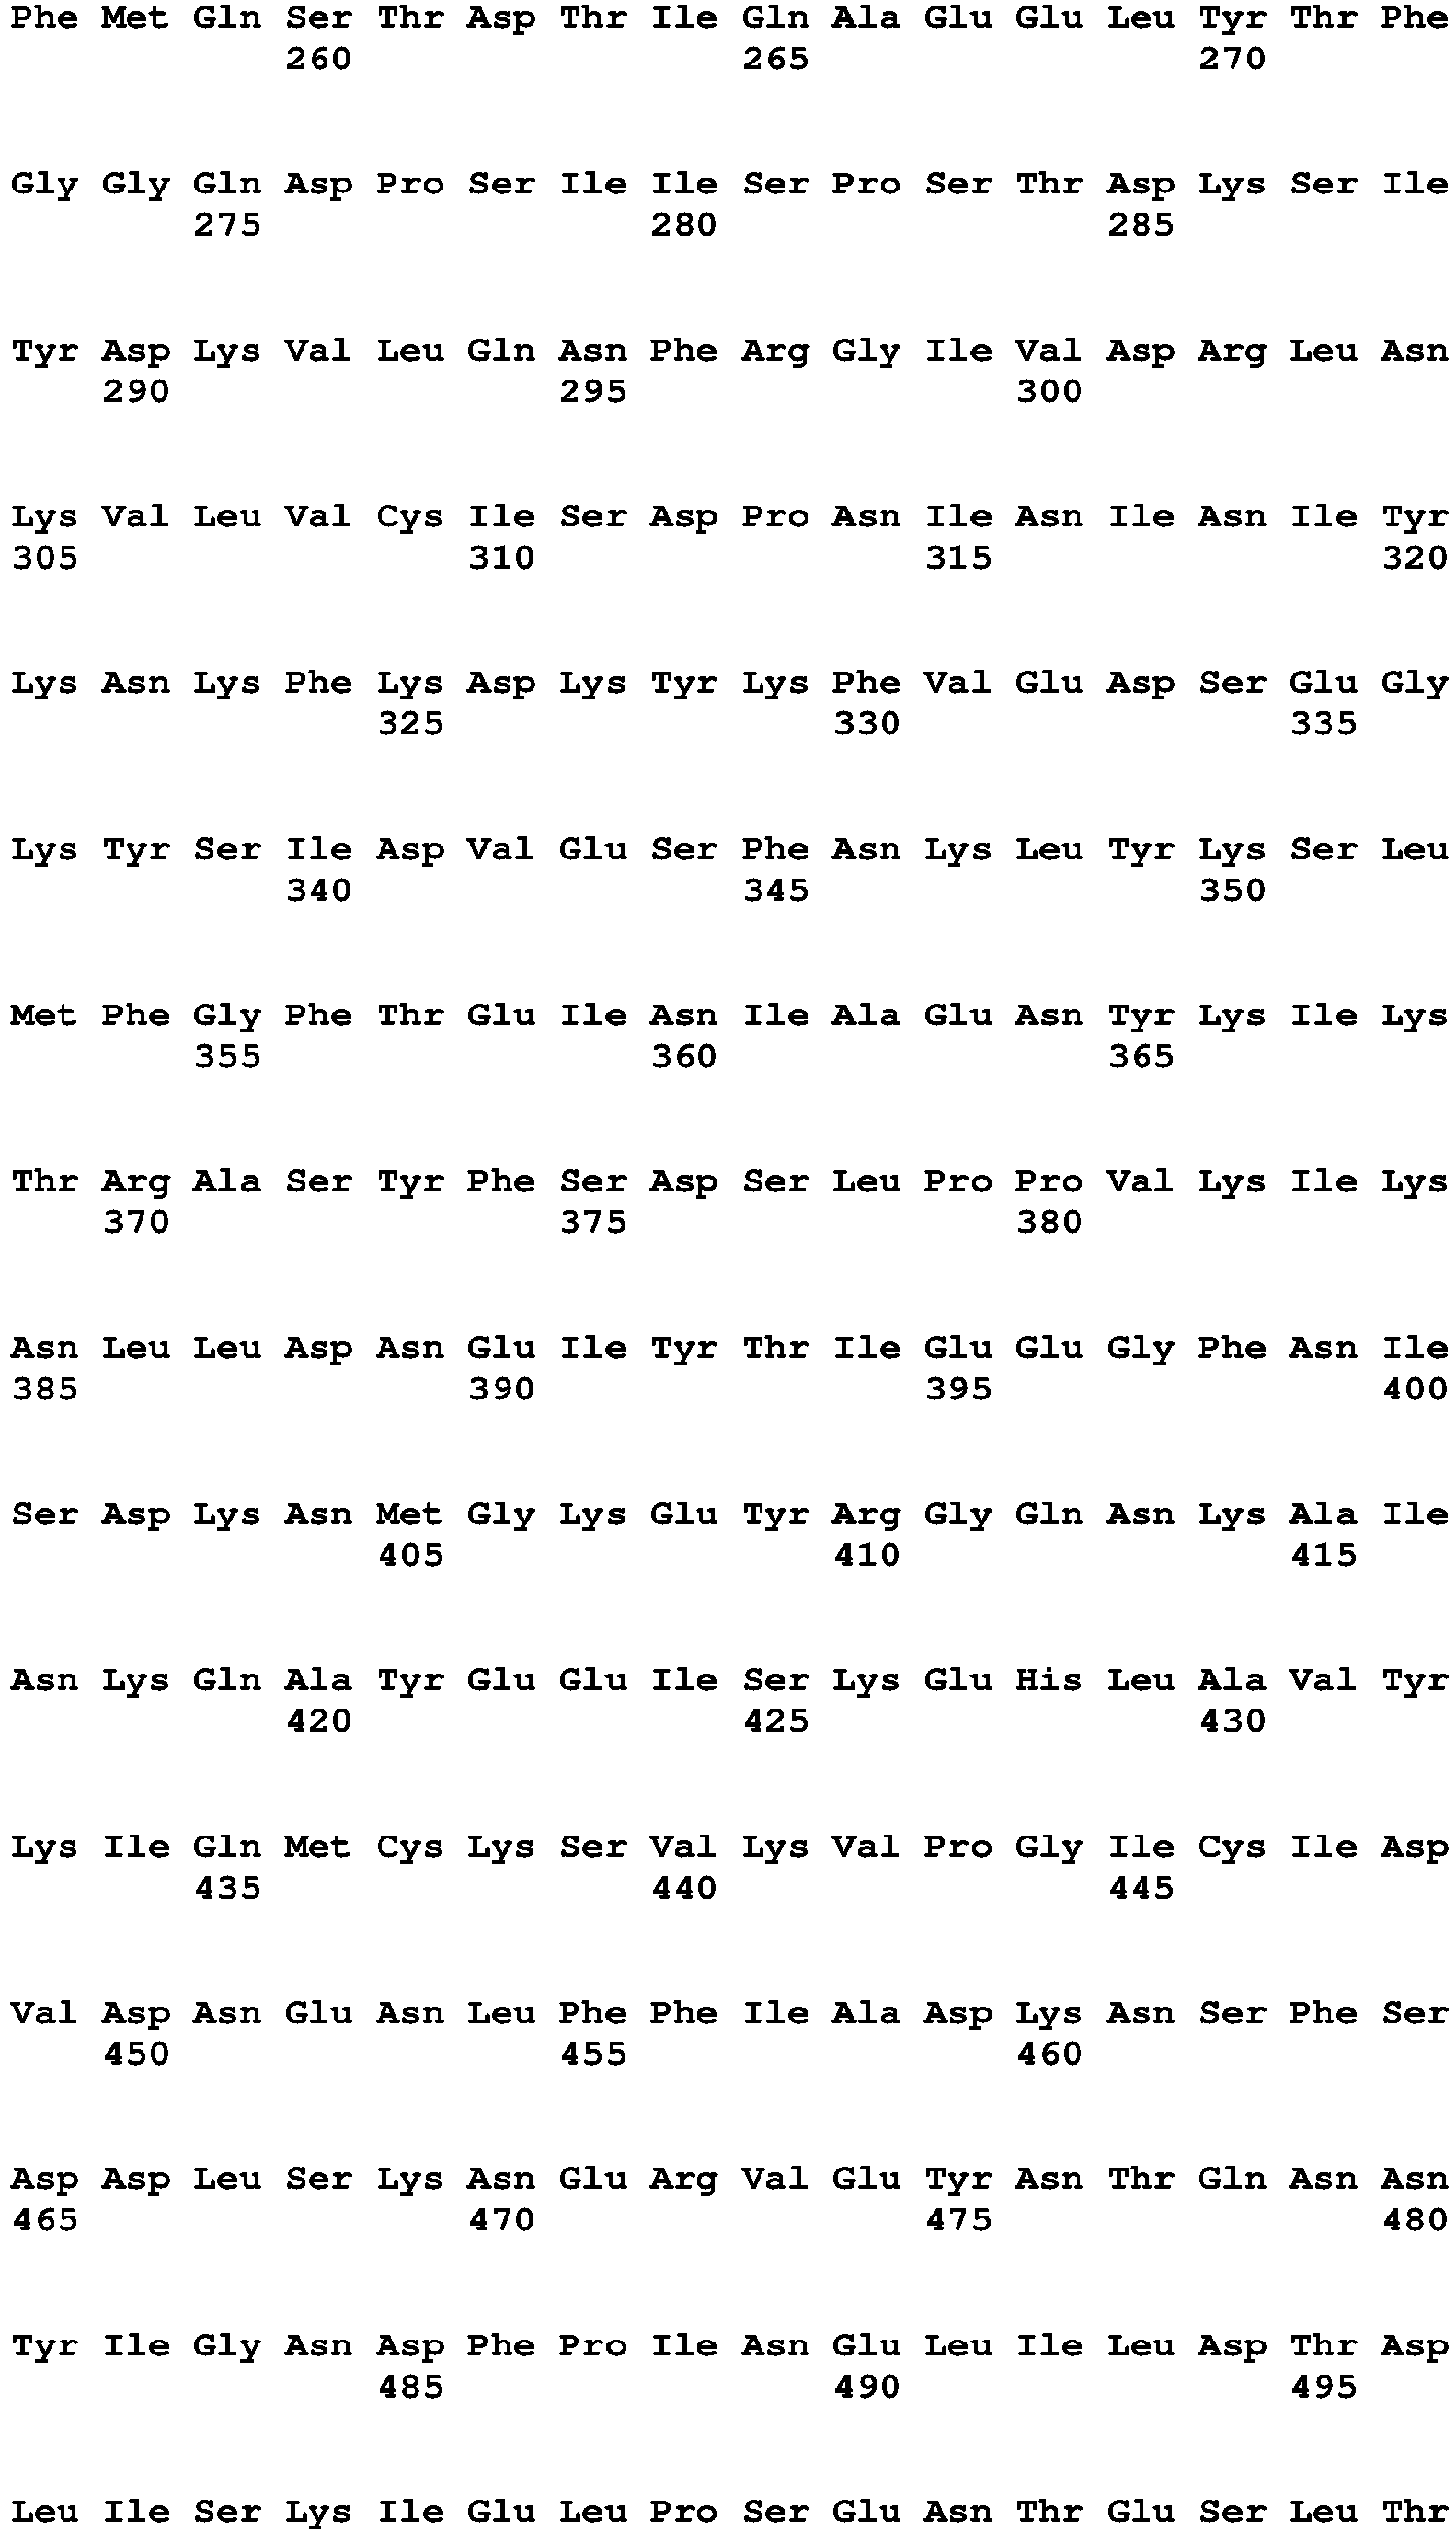 Phe Met Gln Ser Thr Asp Thr Ile Gln Ala Glu Glu Leu Tyr Thr Phe
260 265 270
Gly Gly Gln Asp Pro Ser Ile Ile Ser Pro Ser Thr Asp Lys Ser Ile
275 280 285
Tyr Asp Lys Val Leu Gln Asn Phe Arg Gly Ile Val Asp Arg Leu Asn
290 295 300
Lys Val Leu Val Cys Ile Ser Asp Pro Asn Ile Asn Ile Asn Ile Tyr
305 310 315 320
Lys Asn Lys Phe Lys Asp Lys Tyr Lys Phe Val Glu Asp Ser Glu Gly
325 330 335
Lys Tyr Ser Ile Asp Val Glu Ser Phe Asn Lys Leu Tyr Lys Ser Leu
340 345 350
Met Phe Gly Phe Thr Glu Ile Asn Ile Ala Glu Asn Tyr Lys Ile Lys
355 360 365
Thr Arg Ala Ser Tyr Phe Ser Asp Ser Leu Pro Pro Val Lys Ile Lys
370 375 380
Asn Leu Leu Asp Asn Glu Ile Tyr Thr Ile Glu Glu Gly Phe Asn Ile
385 390 395 400
Ser Asp Lys Asn Met Gly Lys Glu Tyr Arg Gly Gln Asn Lys Ala Ile
405 410 415
Asn Lys Gln Ala Tyr Glu Glu Ile Ser Lys Glu His Leu Ala Val Tyr
420 425 430
Lys Ile Gln Met Cys Lys Ser Val Lys Val Pro Gly Ile Cys Ile Asp
435 440 445
Val Asp Asn Glu Asn Leu Phe Phe Ile Ala Asp Lys Asn Ser Phe Ser
450 455 460
Asp Asp Leu Ser Lys Asn Glu Arg Val Glu Tyr Asn Thr Gln Asn Asn
465 470 475 480
Tyr Ile Gly Asn Asp Phe Pro Ile Asn Glu Leu Ile Leu Asp Thr Asp
485 490 495
Leu Ile Ser Lys Ile Glu Leu Pro Ser Glu Asn Thr Glu Ser Leu Thr